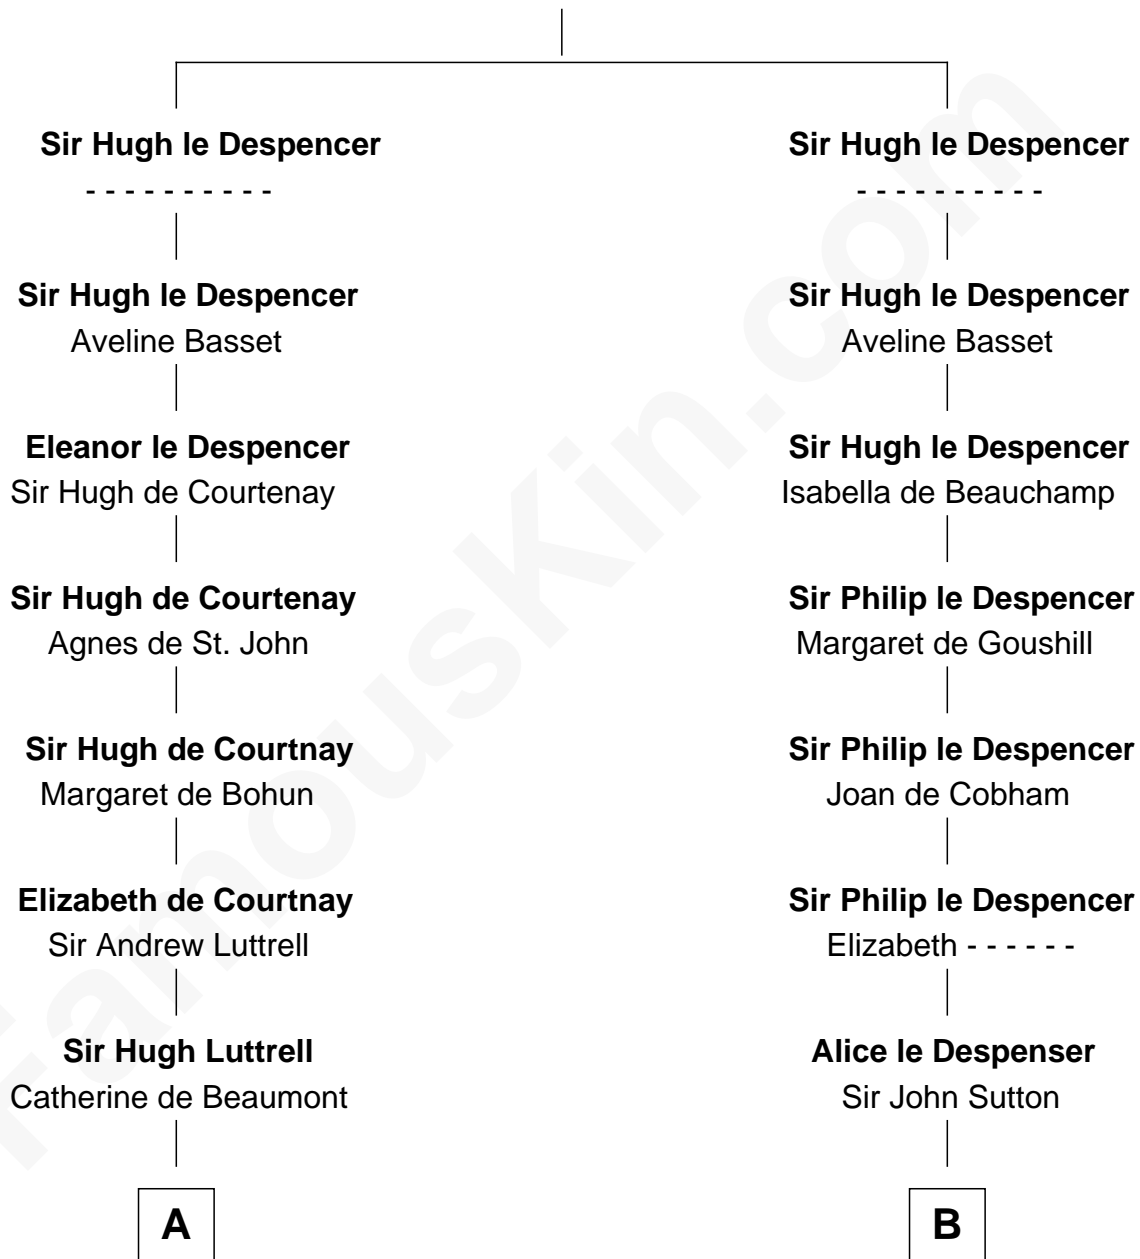 Sir Hugh le Despencer
- - - - - - - - - -
Sir Hugh le Despencer
Aveline Basset
Eleanor le Despencer
Sir Hugh de Courtenay
Sir Hugh de Courtenay
Agnes de St. John
Sir Hugh de Courtnay
Margaret de Bohun
Elizabeth de Courtnay
Sir Andrew Luttrell
Sir Hugh Luttrell
Catherine de Beaumont
A
Sir Hugh le Despencer
- - - - - - - - - -
Sir Hugh le Despencer
Aveline Basset
Sir Hugh le Despencer
Isabella de Beauchamp
Sir Philip le Despencer
Margaret de Goushill
Sir Philip le Despencer
Joan de Cobham
Sir Philip le Despencer
Elizabeth - - - - - -
Alice le Despenser
Sir John Sutton
B
FamousKin.com